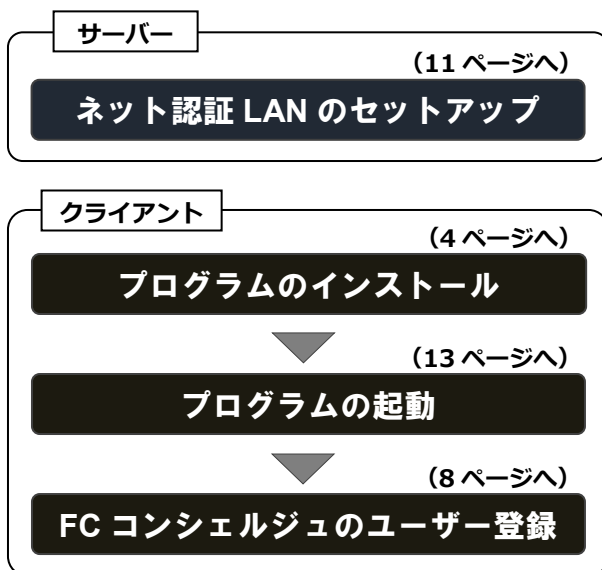 サーバー
（11 ページへ）
ネット認証 LAN のセットアップ
クライアント
（4 ページへ）
プログラムのインストール
（13 ページへ）
プログラムの起動
（8 ページへ）
FC コンシェルジュのユーザー登録